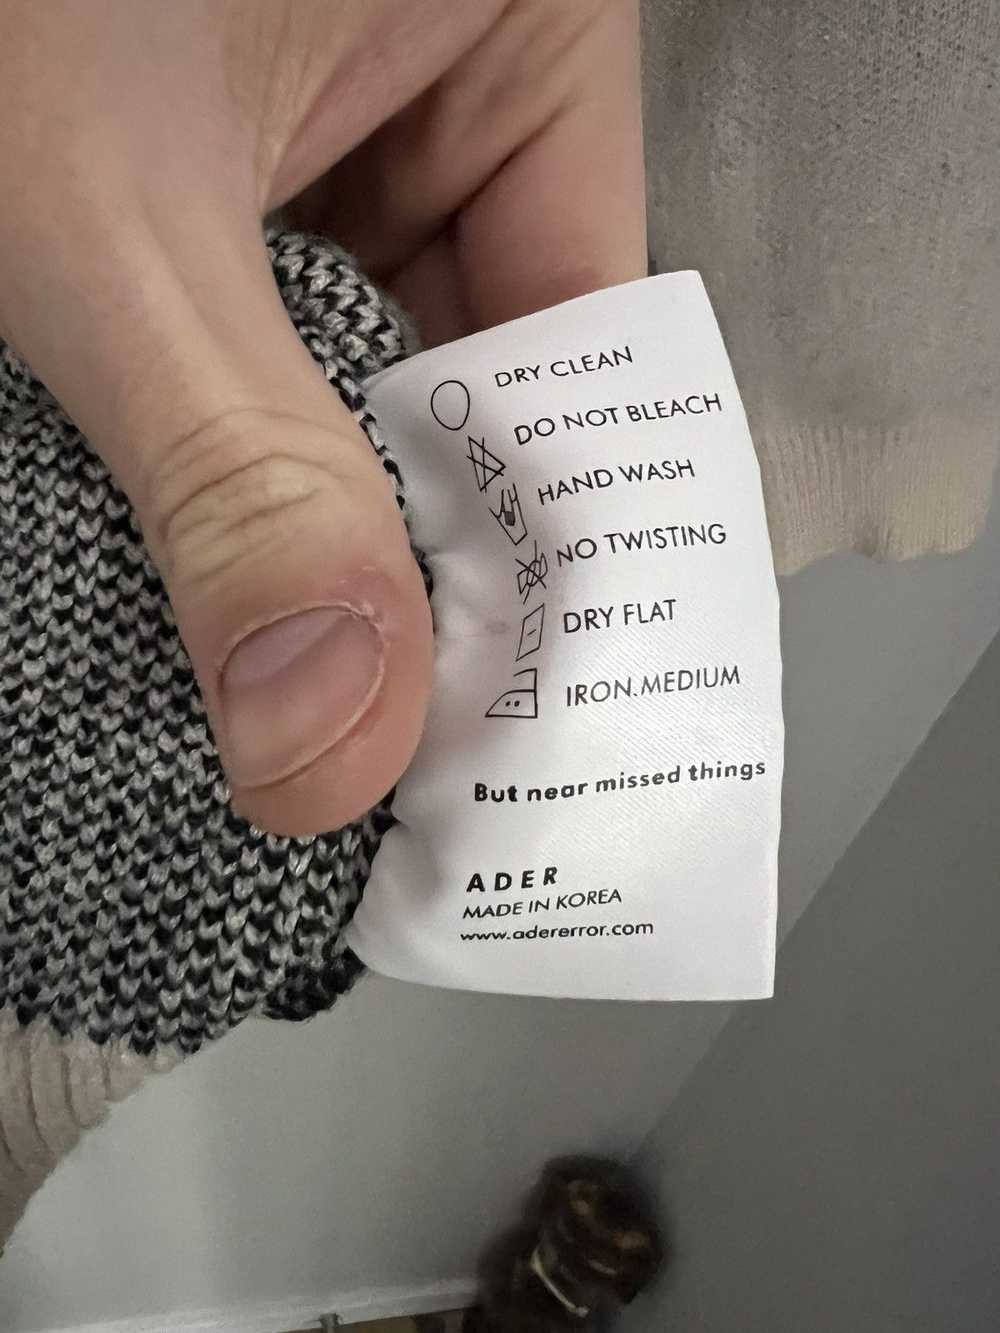 DRY CLEAN
DO NOT BLEACH
HAND WASH
NO TWISTING
DRY FLAT
IRON.MEDIUM
But near missed things
ADER
MADE IN KOREA
www.adererror.com